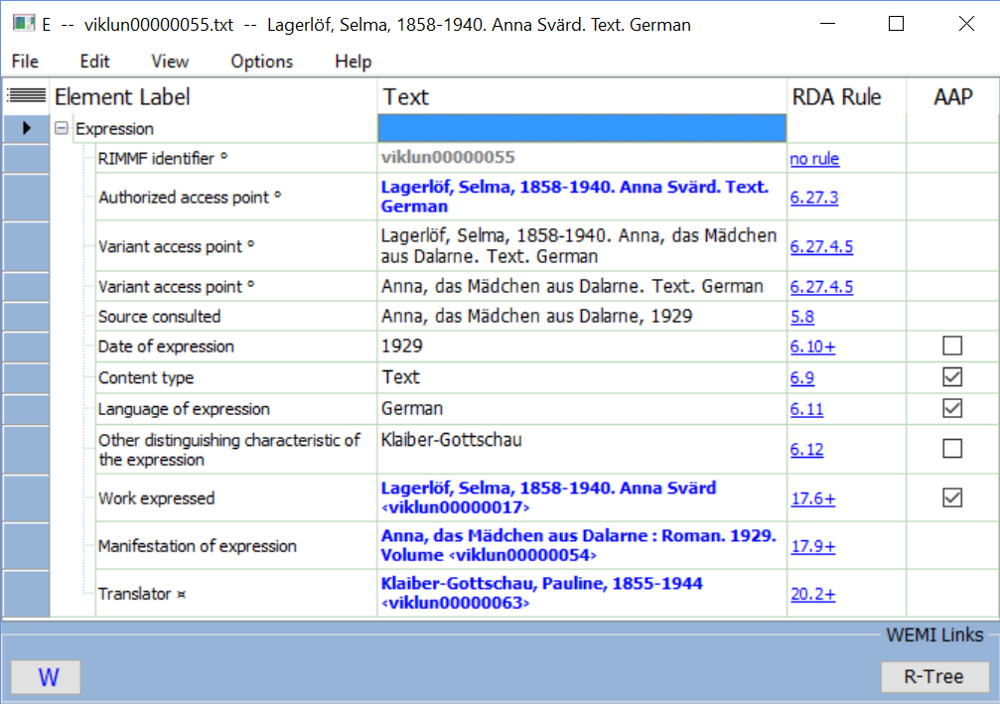 E -- viklun00000055.txt -- Lagerlöf, Selma, 1858-1940. Anna Svärd. Text. German
File Edit View Options Help
Element Label Text RDA Rule AAP
Expression
RIMMF identifier º viklun00000055 no rule
Authorized access point º Lagerlöf, Selma, 1858-1940. Anna Svärd. Text.
German 6.27.3
Variant access point º Lagerlöf, Selma, 1858-1940. Anna, das Mädchen
aus Dalarne. Text. German 6.27.4.5
Variant access point º Anna, das Mädchen aus Dalarne. Text. German 6.27.4.5
Source consulted Anna, das Mädchen aus Dalarne, 1929 5.8
Date of expression 1929 6.10+
Content type Text 6.9
Language of expression German 6.11
Other distinguishing characteristic of
the expression Klaiber-Gottschau 6.12
Work expressed Lagerlöf, Selma, 1858-1940. Anna Svärd
<viklun00000017> 17.6+
Manifestation of expression Anna, das Mädchen aus Dalarne : Roman. 1929.
Volume <viklun00000054> 17.9+
Translator ¤ Klaiber-Gottschau, Pauline, 1855-1944
<viklun00000063> 20.2+
WEMI Links
W R-Tree